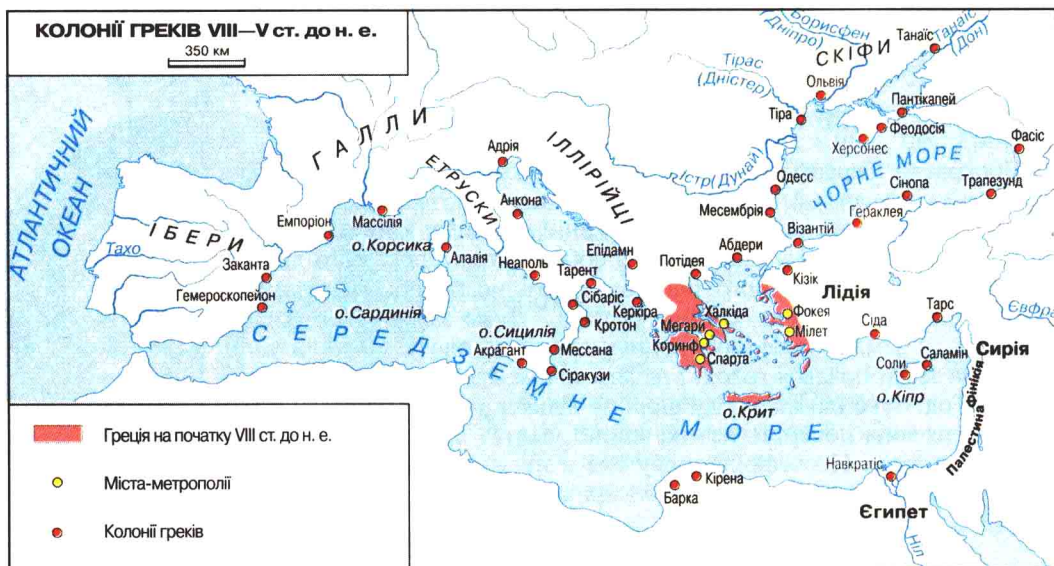 КОЛОНІЇ ГРЕКІВ VIII—V ст. до н. е.
350 км
АТЛАНТИЧНИЙ
ОКЕАН
ІБЕРИ
Тахо
Емпоріон
Заканта
Гемероскопейон
ГАЛЛИ
Массілія
о.Корсика
Алалія
о.Сардинія
ЕТРУСКИ
Адрія
Анкона
Неаполь
Тарент
Сібаріс
Кротон
о.Сицилія
Акрагант
Мессана
Сіракузи
ІЛЛІРІЙЦІ
Епідамн
Керкіра
Потідея
Абдери
Халкіда
Мегари
Коринф
Спарта
о.Крит
СЕРЕДЗЕМНЕ МОРЕ
Борисфен
(Дніпро)
СКІФИ
Танаїс
Танаїс
(Дон)
Тірас
(Дністер)
Ольвія
Тіра
Пантікапей
Феодосія
Херсонес
Фасіс
Істр(Дунай)
ЧОРНЕ МОРЕ
Одесс
Месембрія
Сінопа
Трапезунд
Гераклея
Візантій
Кізік
Лідія
Фокея
Мілет
Сіда
Тарс
Євфра
Соли
Саламін
о.Кіпр
Сирія
Фінікія
Палестина
Навкратіс
Єгипет
Ніл
Барка
Кірена
Греція на початку VIII ст. до н. е.
Міста-метрополії
Колонії греків